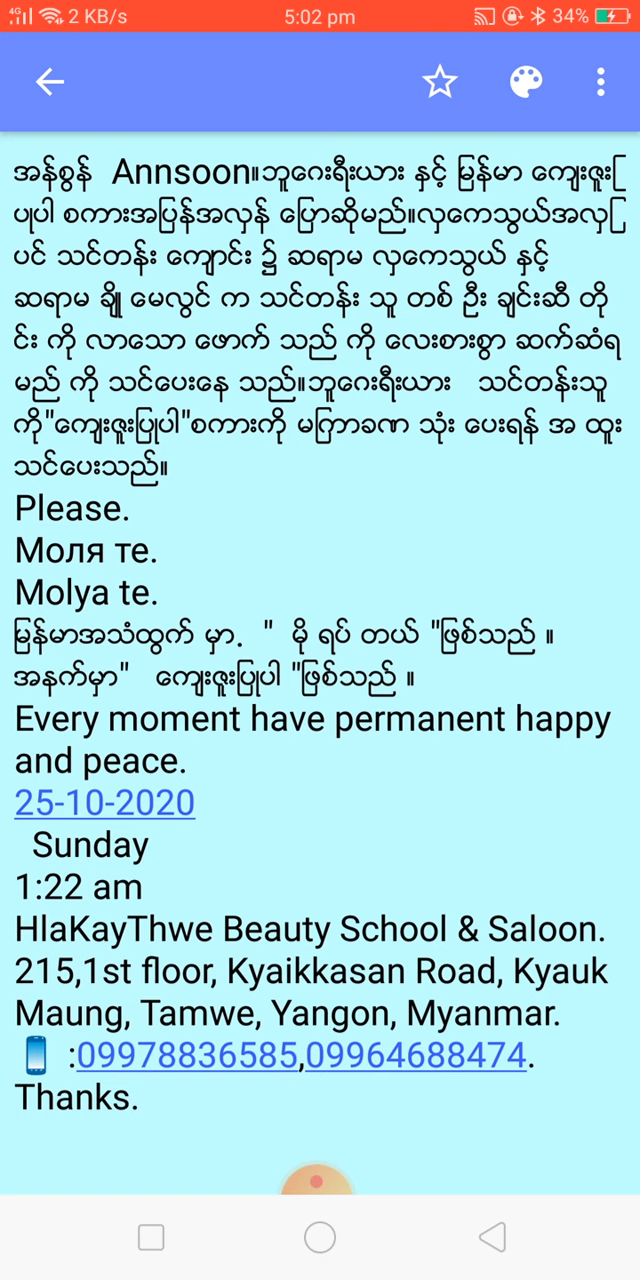 4G 2 KB/s 5:02 pm 34%
အန်စွန် Annsoon။ဘူဂေးရီးယား နှင့် မြန်မာ ကျေးဇူးပြ
ုပါ စကားအပြန်အလှန် ပြောဆိုမည်။လှကေသွယ်အလှပြ
ပင် သင်တန်း ကျောင်း ၌ ဆရာမ လှကေသွယ် နှင့်
ဆရာမ ချို မေလွင် က သင်တန်း သူ တစ် ဦး ချင်းဆီ တို
င်း ကို လာသော ဖောက် သည် ကို လေးစားစွာ ဆက်ဆံရ
မည် ကို သင်ပေးနေ သည်။ဘူဂေးရီးယား သင်တန်းသူ
ကို"ကျေးဇူးပြုပါ"စကားကို မကြာခဏ သုံး ပေးရန် အ ထူး
သင်ပေးသည်။
Please.
Моля те.
Molya te.
မြန်မာအသံထွက် မှာ. " မို ရပ် တယ် "ဖြစ်သည် ။
အနက်မှာ" ကျေးဇူးပြုပါ "ဖြစ်သည် ။
Every moment have permanent happy
and peace.
25-10-2020
Sunday
1:22 am
HlaKayThwe Beauty School & Saloon.
215,1st floor, Kyaikkasan Road, Kyauk
Maung, Tamwe, Yangon, Myanmar.
:09978836585,09964688474.
Thanks.